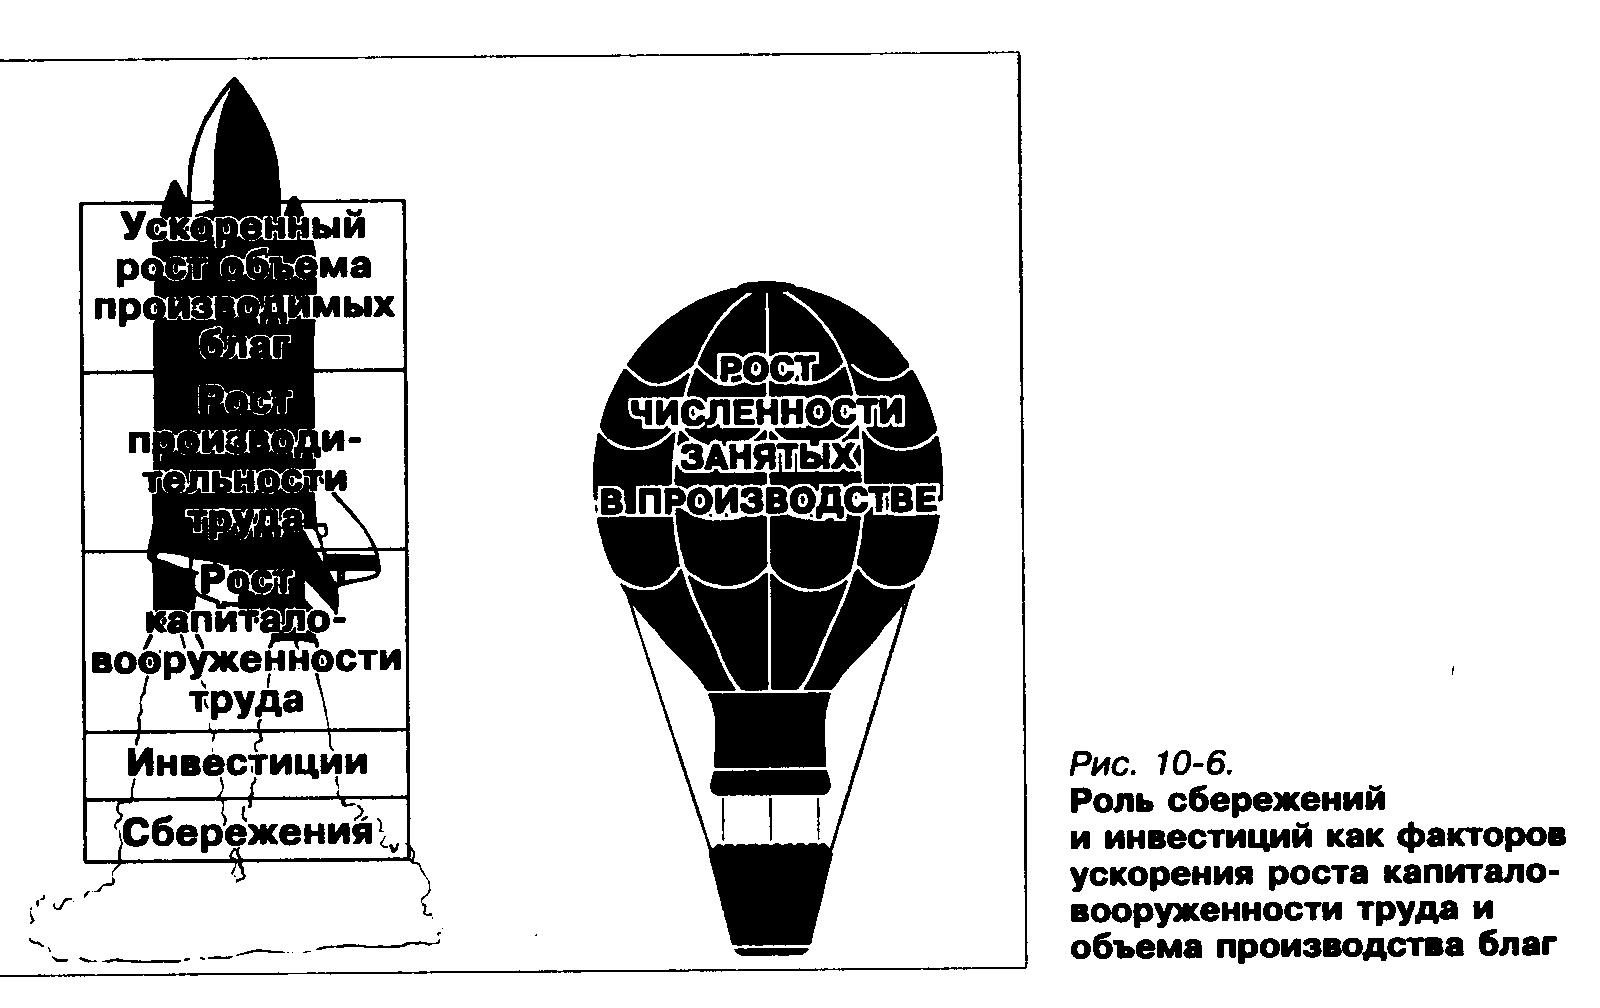 Ускоренный
рост объема
производимых
благ
Рост
производи-
тельности
труда
Рост
капитало-
вооруженности
труда
Инвестиции
Сбережения
РОСТ
ЧИСЛЕННОСТИ
ЗАНЯТЫХ
В ПРОИЗВОДСТВЕ
Рис. 10-6.
Роль сбережений
и инвестиций как факторов
ускорения роста капитало-
вооруженности труда и
объема производства благ